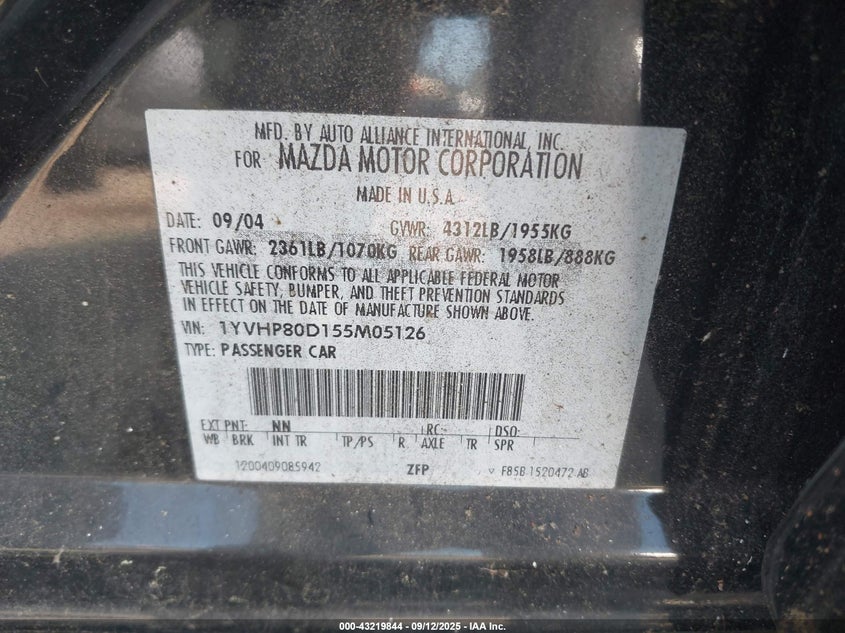 MFD. BY AUTO ALLIANCE INTERNATIONAL, INC.
FOR MAZDA MOTOR CORPORATION
MADE IN U.S.A
DATE: 09/04 GVWR: 4312LB/1955KG
FRONT GAWR: 2361LB/1070KG REAR GAWR: 1958LB/888KG
THIS VEHICLE CONFORMS TO ALL APPLICABLE FEDERAL MOTOR
VEHICLE SAFETY, BUMPER, AND THEFT PREVENTION STANDARDS
IN EFFECT ON THE DATE OF MANUFACTURE SHOWN ABOVE.
VIN: 1YVHP80D155M05126
TYPE: PASSENGER CAR
EXT PNT: NN RC: DSO:
WB BRK INT TR TP/PS R AXLE TR SPR
1200409085942 ZFP V F85B 1520472 AB
000-43219844 - 09/12/2025 - IAA Inc.